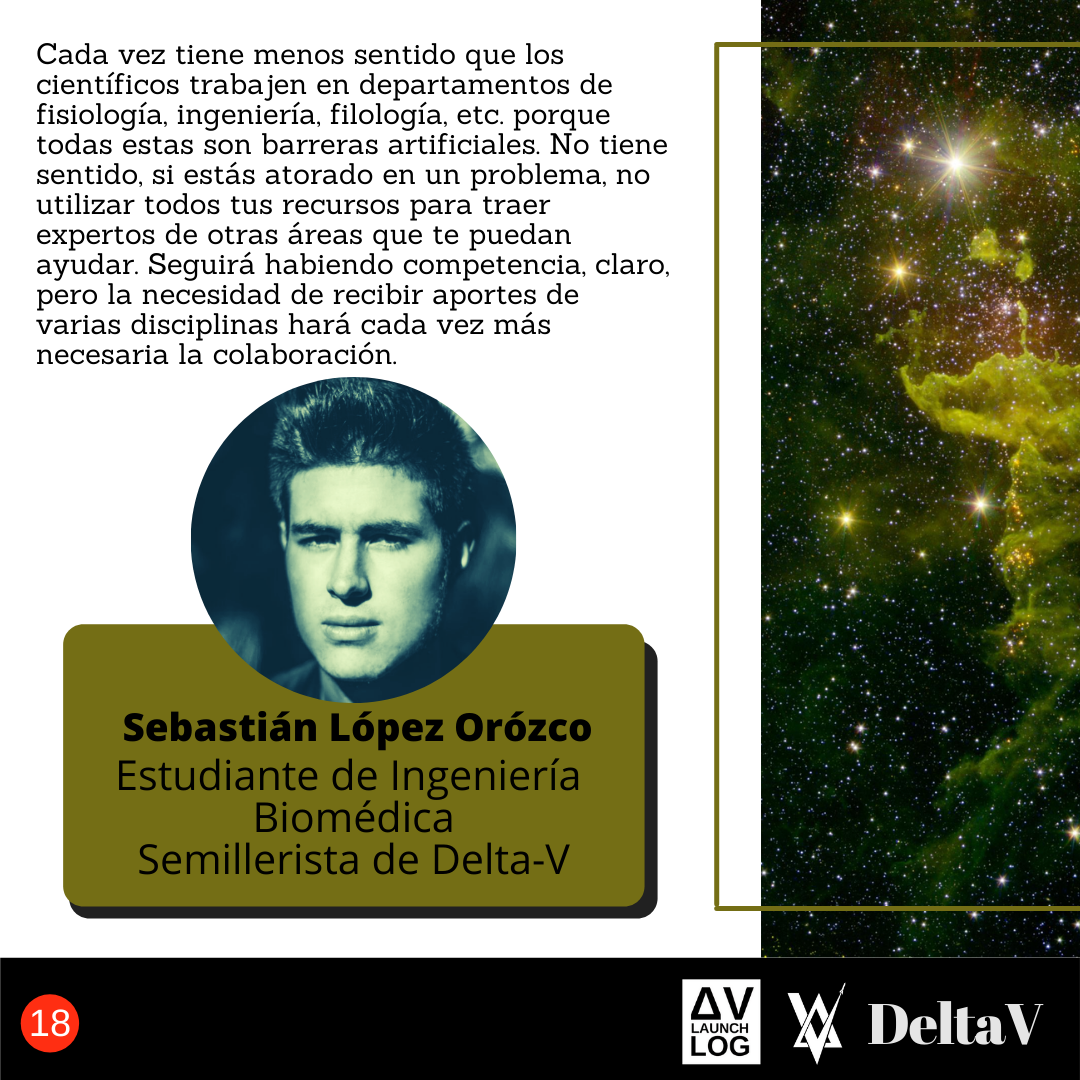 Cada vez tiene menos sentido que los
científicos trabajen en departamentos de
fisiología, ingeniería, filología, etc. porque
todas estas son barreras artificiales. No tiene
sentido, si estás atorado en un problema, no
utilizar todos tus recursos para traer
expertos de otras áreas que te puedan
ayudar. Seguirá habiendo competencia, claro,
pero la necesidad de recibir aportes de
varias disciplinas hará cada vez más
necesaria la colaboración.
Sebastián López Orózco
Estudiante de Ingeniería
Biomédica
Semillerista de Delta-V
18
ΔV
LAUNCH
LOG
DeltaV